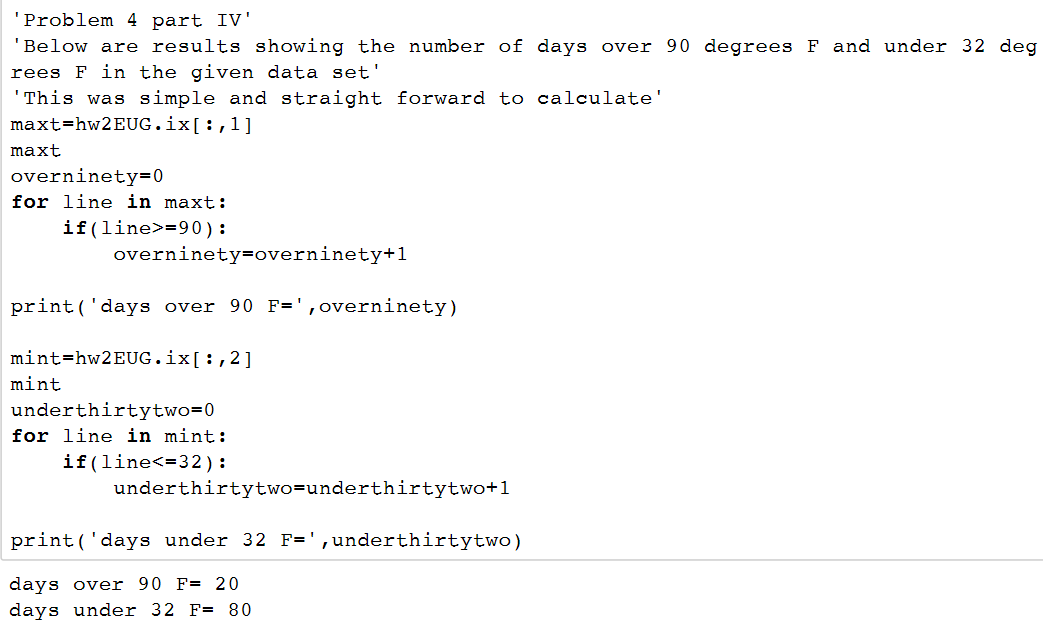 'Problem 4 part IV'
'Below are results showing the number of days over 90 degrees F and under 32 deg
rees F in the given data set'
'This was simple and straight forward to calculate'
maxt=hw2EUG.ix[:,1]
maxt
overninety=0
for line in maxt:
    if(line>=90):
        overninety=overninety+1
print('days over 90 F=',overninety)
mint=hw2EUG.ix[:,2]
mint
underthirtytwo=0
for line in mint:
    if(line<=32):
        underthirtytwo=underthirtytwo+1
print('days under 32 F=',underthirtytwo)
days over 90 F= 20
days under 32 F= 80